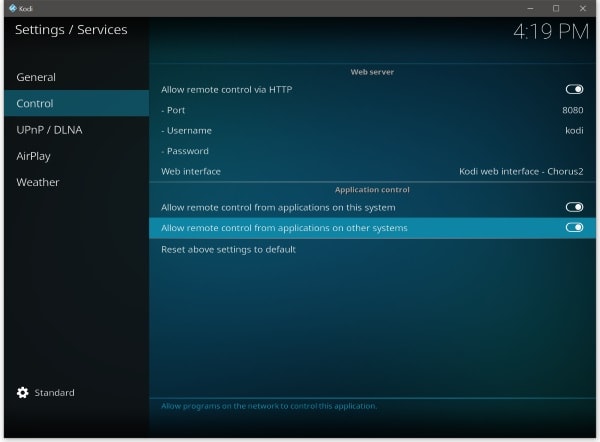 Kodi
Settings / Services
4:19 PM
General
Control
UPnP / DLNA
AirPlay
Weather
Standard
Web server
Allow remote control via HTTP
- Port 8080
- Username kodi
- Password
Web interface Kodi web interface - Chorus2
Application control
Allow remote control from applications on this system
Allow remote control from applications on other systems
Reset above settings to default
Allow programs on the network to control this application.